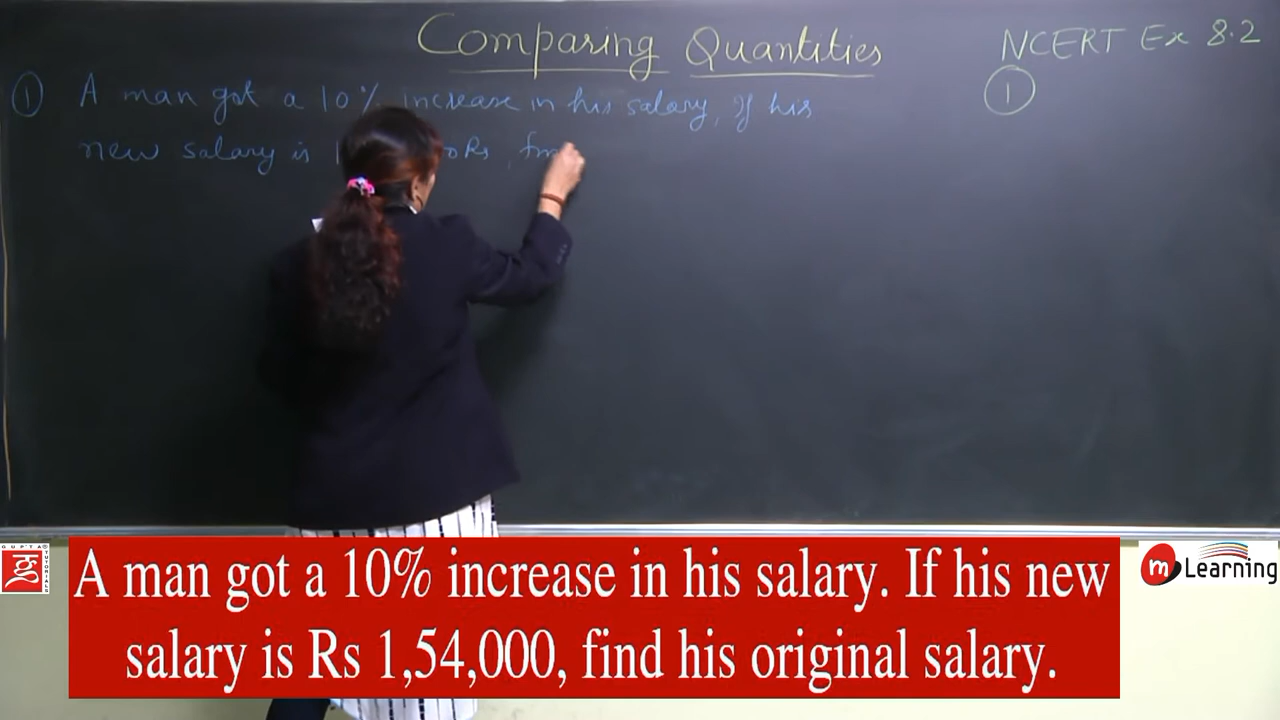 Comparing Quantities
NCERT Ex 8.2
1
1 A man got a 10% increase in his salary, If his
new salary is
GUPTA TUTORIALS
A man got a 10% increase in his salary. If his new
salary is Rs 1,54,000, find his original salary.
m Learning